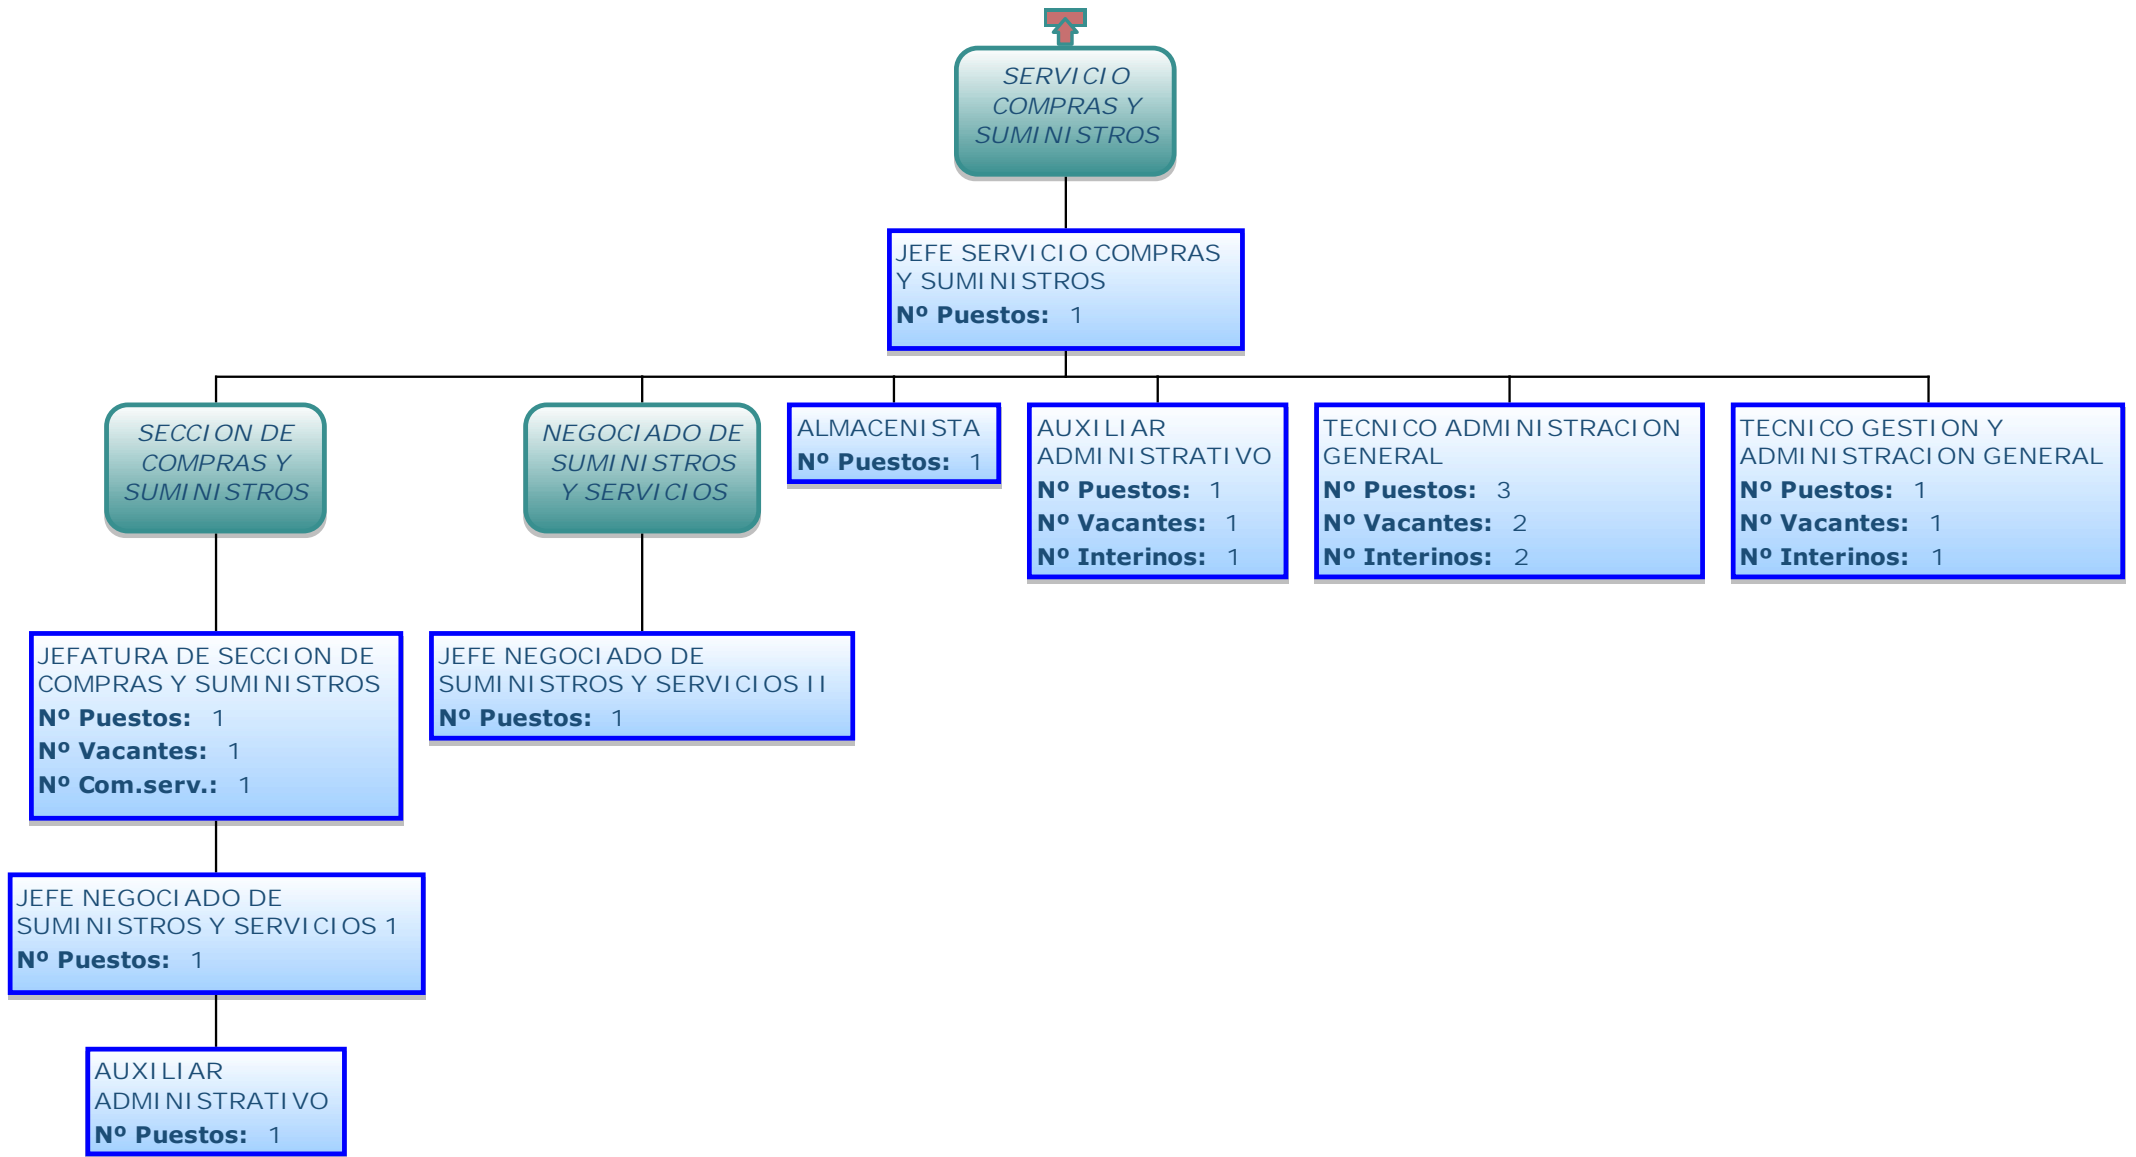 SERVICIO
COMPRAS Y
SUMINISTROS
JEFE SERVICIO COMPRAS
Y SUMINISTROS
Nº Puestos: 1
SECCION DE
COMPRAS Y
SUMINISTROS
NEGOCIADO DE
SUMINISTROS
Y SERVICIOS
ALMACENISTA
Nº Puestos: 1
AUXILIAR
ADMINISTRATIVO
Nº Puestos: 1
Nº Vacantes: 1
Nº Interinos: 1
TECNICO ADMINISTRACION
GENERAL
Nº Puestos: 3
Nº Vacantes: 2
Nº Interinos: 2
TECNICO GESTION Y
ADMINISTRACION GENERAL
Nº Puestos: 1
Nº Vacantes: 1
Nº Interinos: 1
JEFATURA DE SECCION DE
COMPRAS Y SUMINISTROS
Nº Puestos: 1
Nº Vacantes: 1
Nº Com.serv.: 1
JEFE NEGOCIADO DE
SUMINISTROS Y SERVICIOS II
Nº Puestos: 1
JEFE NEGOCIADO DE
SUMINISTROS Y SERVICIOS 1
Nº Puestos: 1
AUXILIAR
ADMINISTRATIVO
Nº Puestos: 1